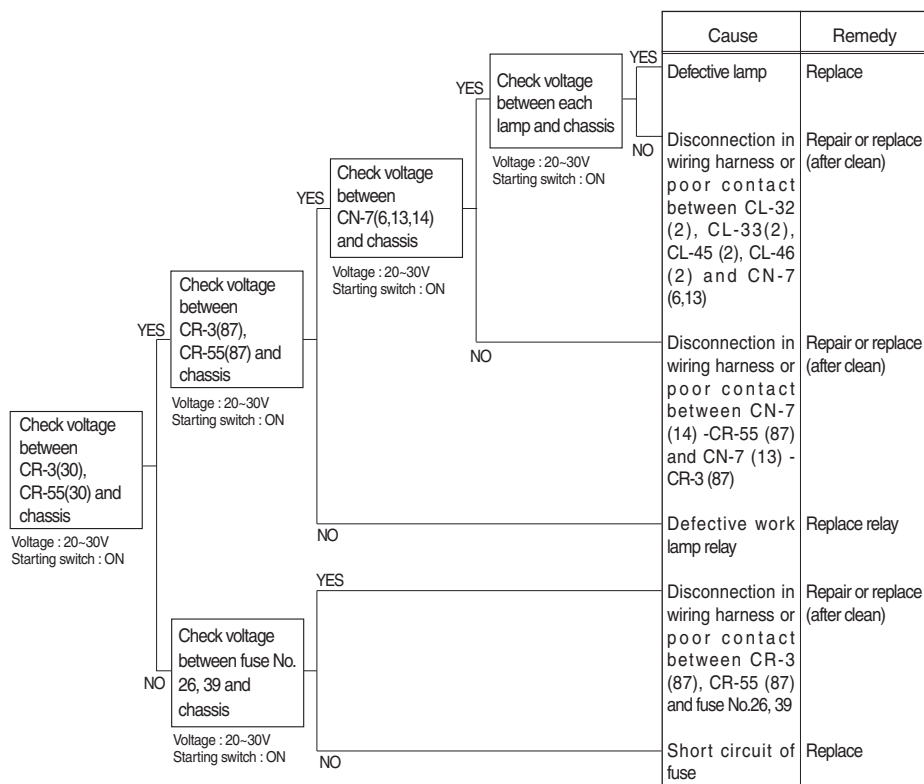 Cause
Remedy
YES
Defective lamp
Replace
YES
Check voltage
between each
lamp and chassis
NO
Disconnection in
wiring harness or
poor contact
between CL-32
(2), CL-33(2),
CL-45 (2), CL-46
(2) and CN-7
(6,13)
Repair or replace
(after clean)
Voltage : 20~30V
Starting switch : ON
YES
Check voltage
between
CN-7(6,13,14)
and chassis
Voltage : 20~30V
Starting switch : ON
NO
Disconnection in
wiring harness or
poor contact
between CN-7
(14) -CR-55 (87)
and CN-7 (13) -
CR-3 (87)
Repair or replace
(after clean)
YES
Check voltage
between
CR-3(87),
CR-55(87) and
chassis
Voltage : 20~30V
Starting switch : ON
Check voltage
between
CR-3(30),
CR-55(30) and
chassis
Voltage : 20~30V
Starting switch : ON
NO
Defective work
lamp relay
Replace relay
YES
Disconnection in
wiring harness or
poor contact
between CR-3
(87), CR-55 (87)
and fuse No.26, 39
Repair or replace
(after clean)
NO
Check voltage
between fuse No.
26, 39 and
chassis
Voltage : 20~30V
Starting switch : ON
NO
Short circuit of
fuse
Replace